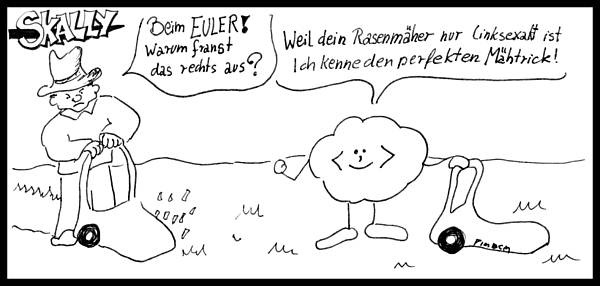 SKALLY
Beim EULER!
Warum franst
das rechts aus?
Weil dein Rasenmäher nur linksexakt ist
Ich kenne den perfekten Mähtrick!